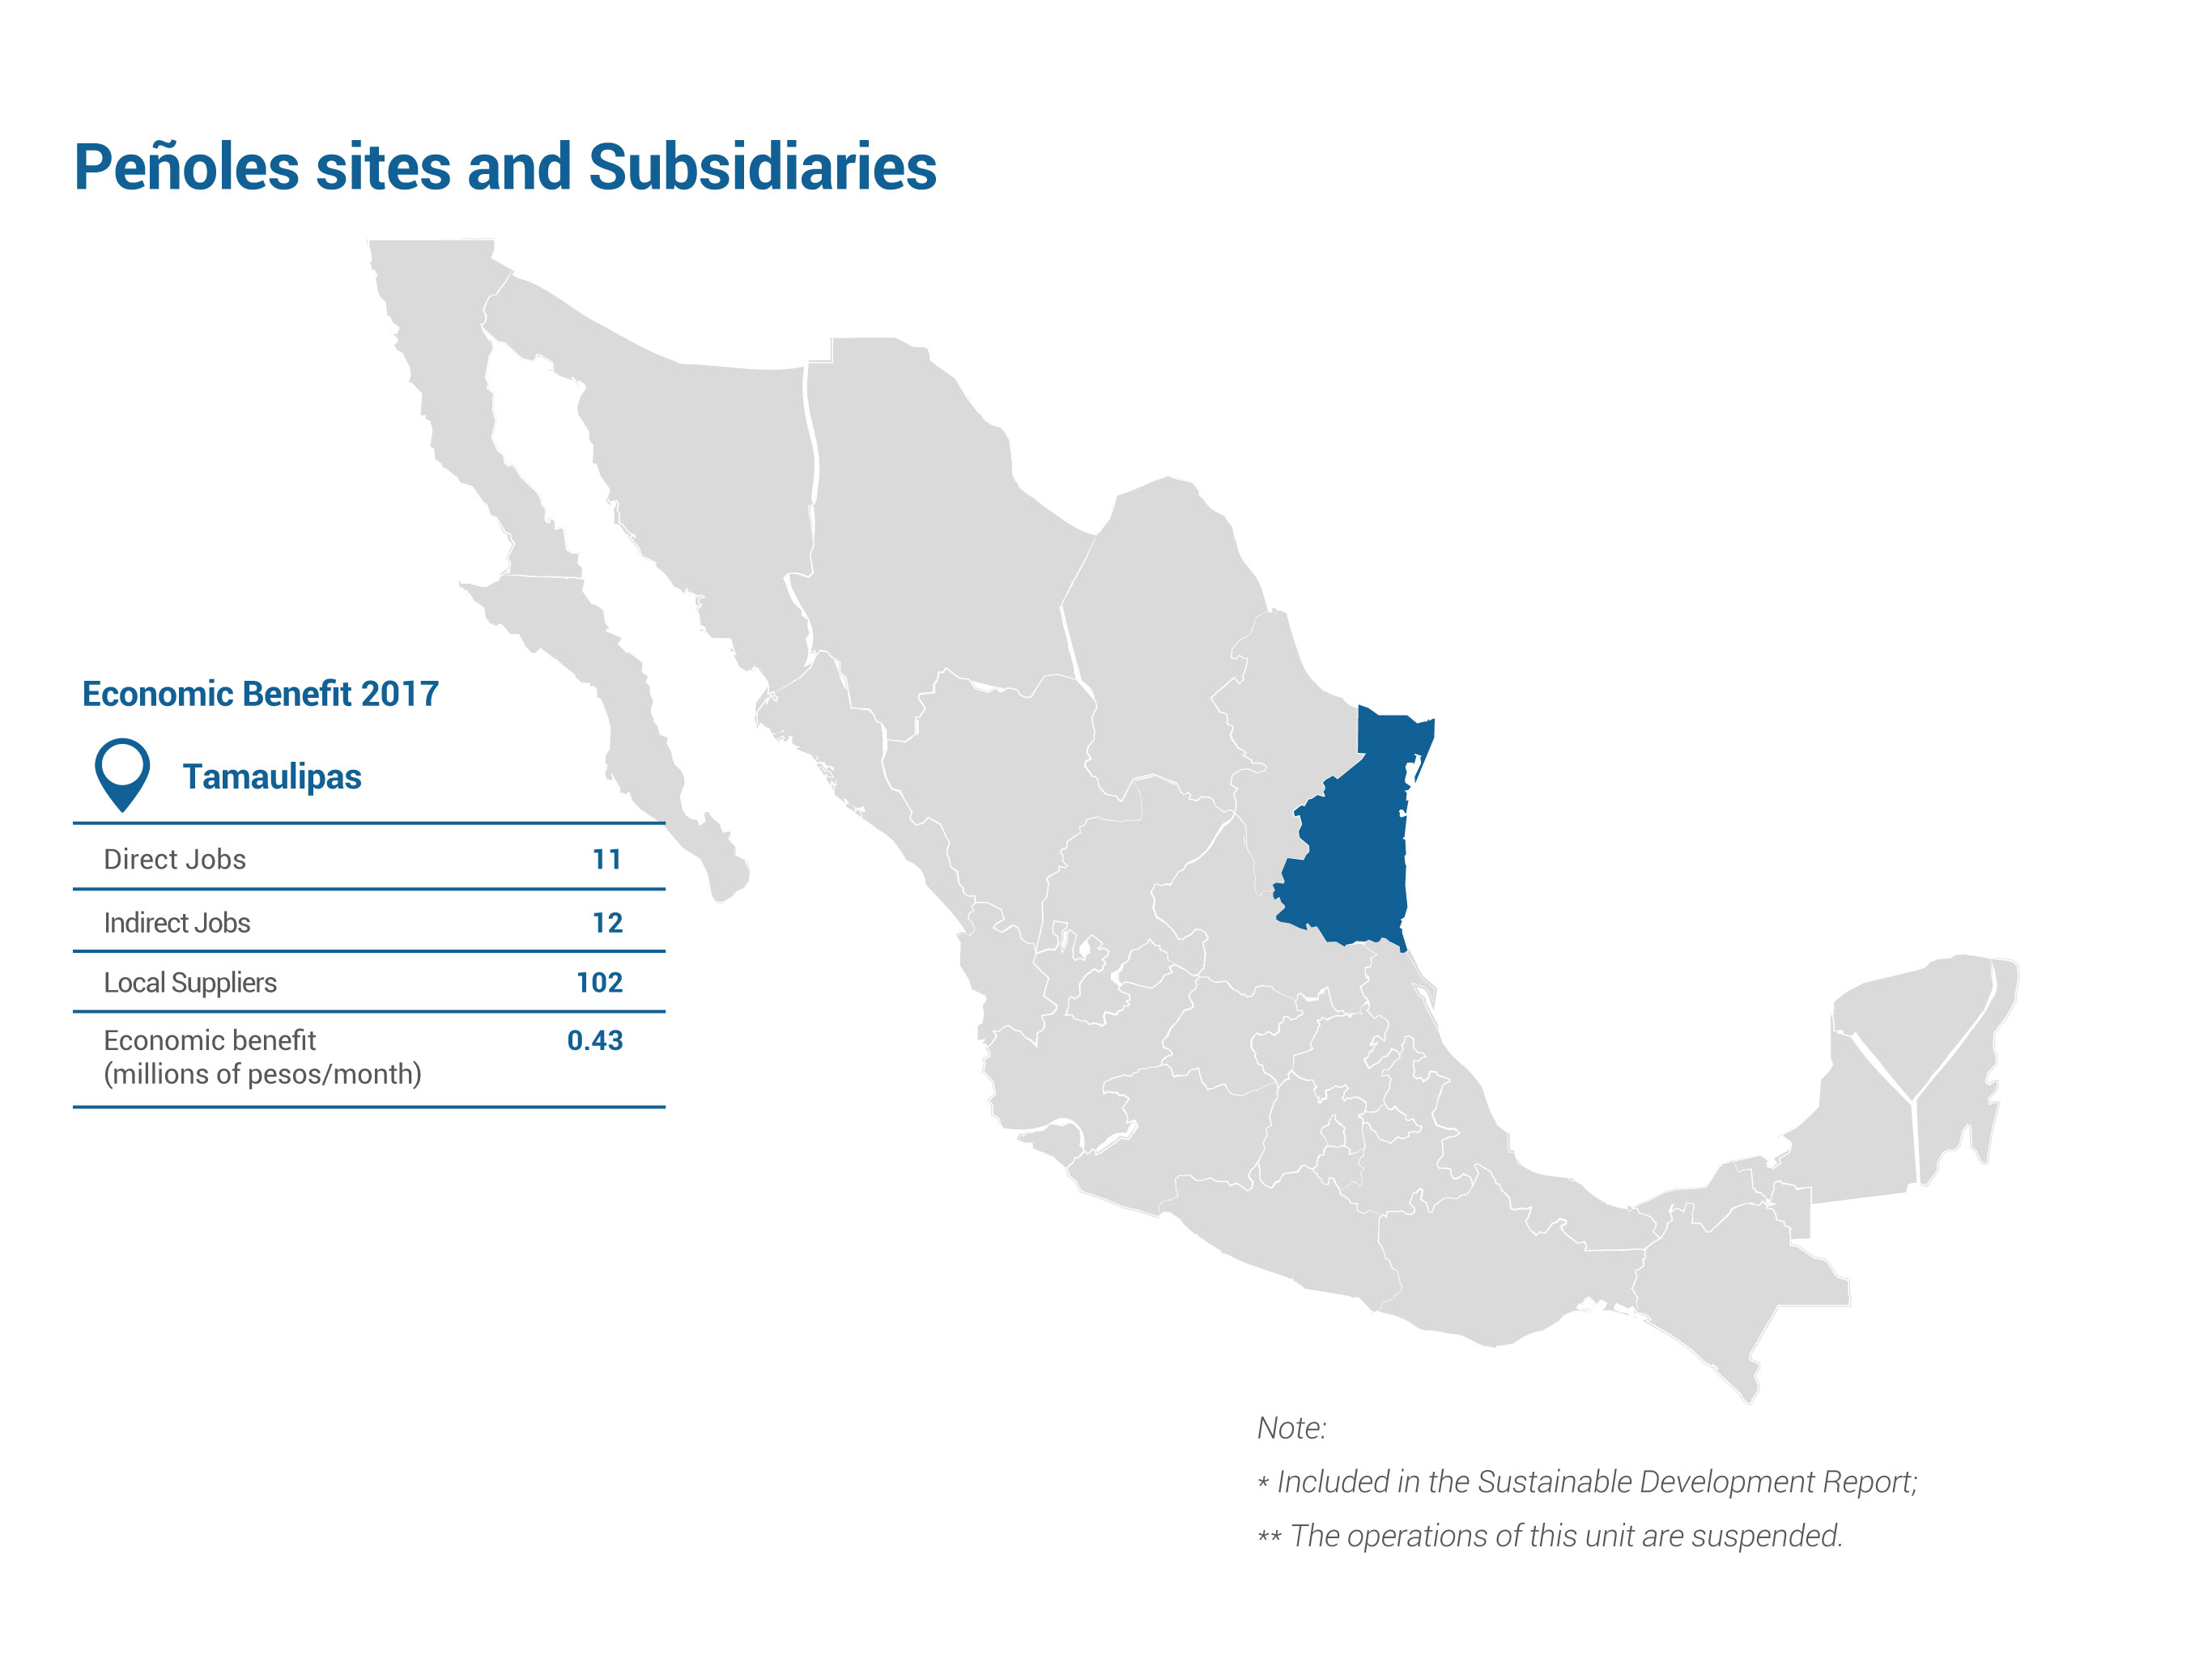 Peñoles sites and Subsidiaries
Economic Benefit 2017
Tamaulipas
Direct Jobs 11
Indirect Jobs 12
Local Suppliers 102
Economic benefit 0.43
(millions of pesos/month)
Note:
* Included in the Sustainable Development Report;
** The operations of this unit are suspended.